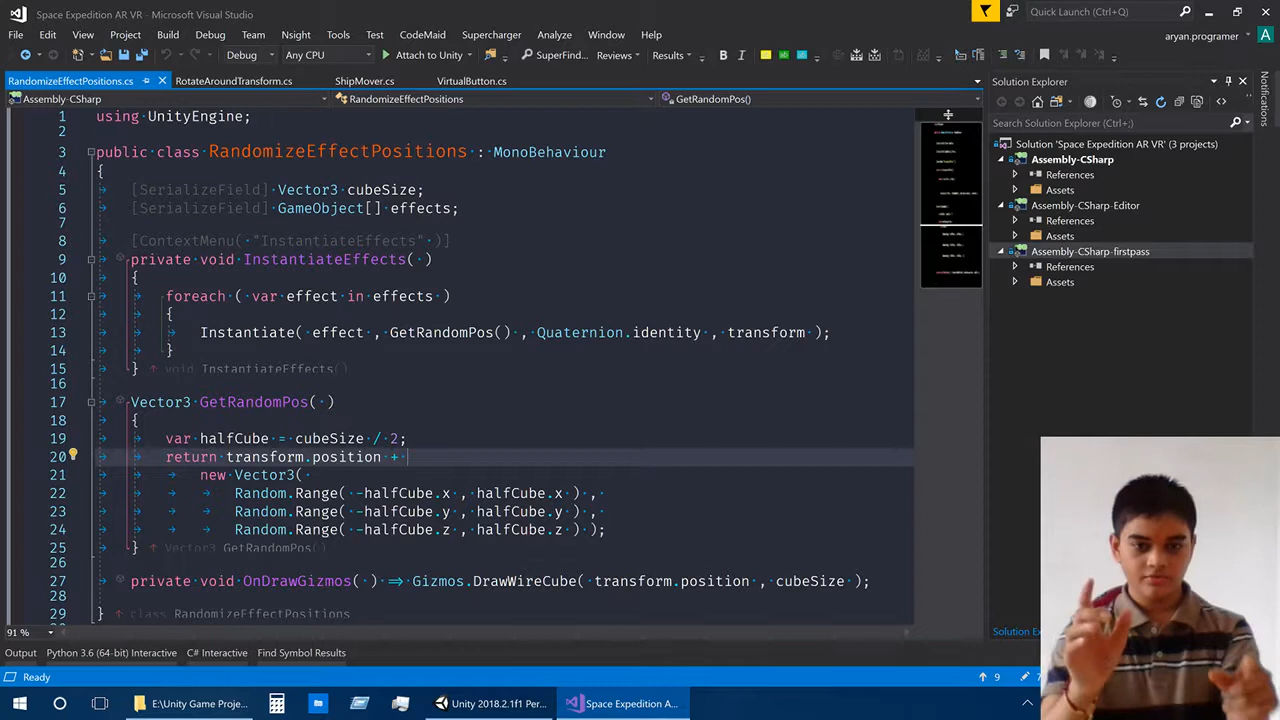 Space Expedition AR VR - Microsoft Visual Studio
Quick Launch (Ctrl+Q)
File Edit View Project Build Debug Team Nsight Tools Test CodeMaid Supercharger Analyze Window Help
aryan.programer A
Debug Any CPU Attach to Unity SuperFind... Reviews Results B I
RandomizeEffectPositions.cs RotateAroundTransform.cs ShipMover.cs VirtualButton.cs
Solution Explorer
Notifications
Assembly-CSharp RandomizeEffectPositions GetRandomPos()
Search Solution Explorer (Ctrl+;)
Solution 'Space Expedition AR VR' (3 projects)
Assembly-CSharp
References
Assets
Assembly-CSharp-Editor
References
Assets
Assembly-CSharp-firstpass
References
Assets
1 using UnityEngine;
2
3 public class RandomizeEffectPositions : MonoBehaviour
4 {
5 [SerializeField] Vector3 cubeSize;
6 [SerializeField] GameObject[] effects;
7
8 [ContextMenu( "InstantiateEffects" )]
9 private void InstantiateEffects( )
10 {
11 foreach ( var effect in effects )
12 {
13 Instantiate( effect , GetRandomPos() , Quaternion.identity , transform );
14 }
15 } ↑ void InstantiateEffects()
16
17 Vector3 GetRandomPos( )
18 {
19 var halfCube = cubeSize / 2;
20 return transform.position +
21 new Vector3(
22 Random.Range( -halfCube.x , halfCube.x ) ,
23 Random.Range( -halfCube.y , halfCube.y ) ,
24 Random.Range( -halfCube.z , halfCube.z ) );
25 } ↑ Vector3 GetRandomPos()
26
27 private void OnDrawGizmos( ) => Gizmos.DrawWireCube( transform.position , cubeSize );
28
29 } ↑ class RandomizeEffectPositions
91 %
Solution Ex
Output Python 3.6 (64-bit) Interactive C# Interactive Find Symbol Results
Ready
9
7
E:\Unity Game Proj... Unity 2018.2.1f1 Per... Space Expedition A...